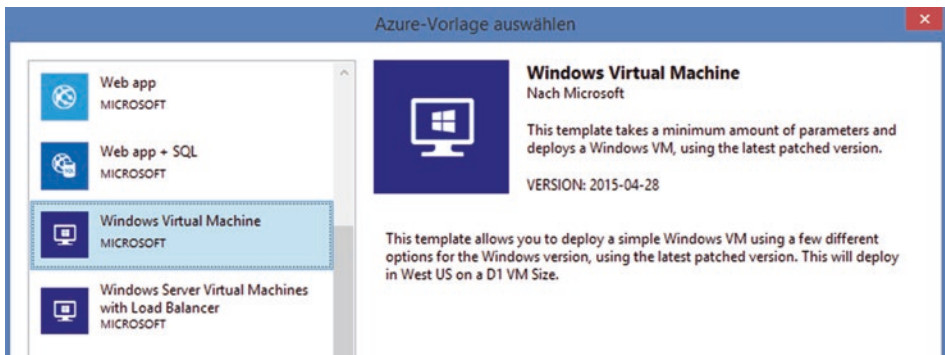 Azure-Vorlage auswählen
Web app
MICROSOFT
Web app + SQL
MICROSOFT
Windows Virtual Machine
MICROSOFT
Windows Server Virtual Machines
with Load Balancer
MICROSOFT
Windows Virtual Machine
Nach Microsoft
This template takes a minimum amount of parameters and
deploys a Windows VM, using the latest patched version.
VERSION: 2015-04-28
This template allows you to deploy a simple Windows VM using a few different
options for the Windows version, using the latest patched version. This will deploy
in West US on a D1 VM Size.